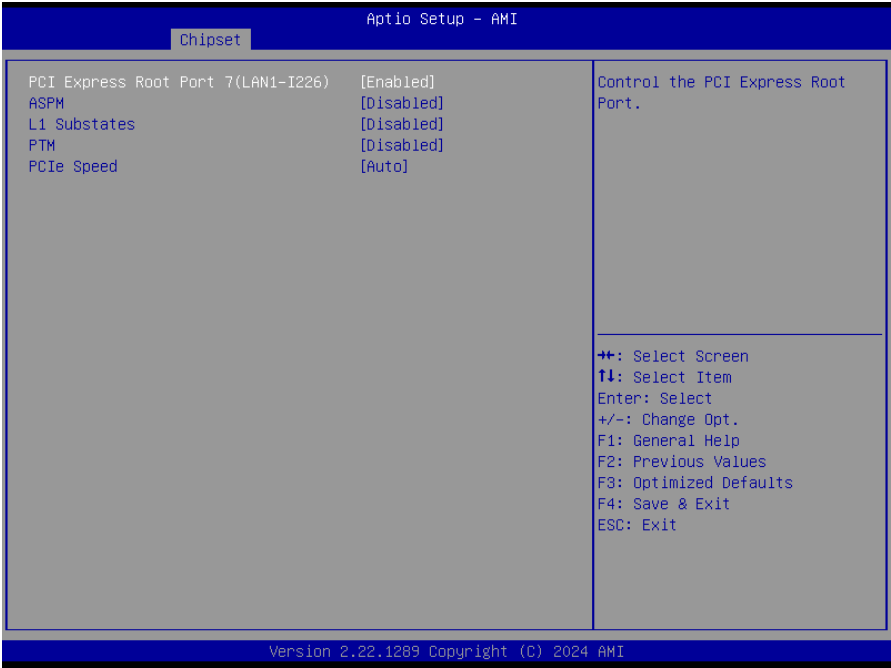 Aptio Setup - AMI
Chipset
PCI Express Root Port 7(LAN1-I226) [Enabled]
ASPM [Disabled]
L1 Substates [Disabled]
PTM [Disabled]
PCIe Speed [Auto]
Control the PCI Express Root
Port.
→←: Select Screen
↑↓: Select Item
Enter: Select
+/-: Change Opt.
F1: General Help
F2: Previous Values
F3: Optimized Defaults
F4: Save & Exit
ESC: Exit
Version 2.22.1289 Copyright (C) 2024 AMI